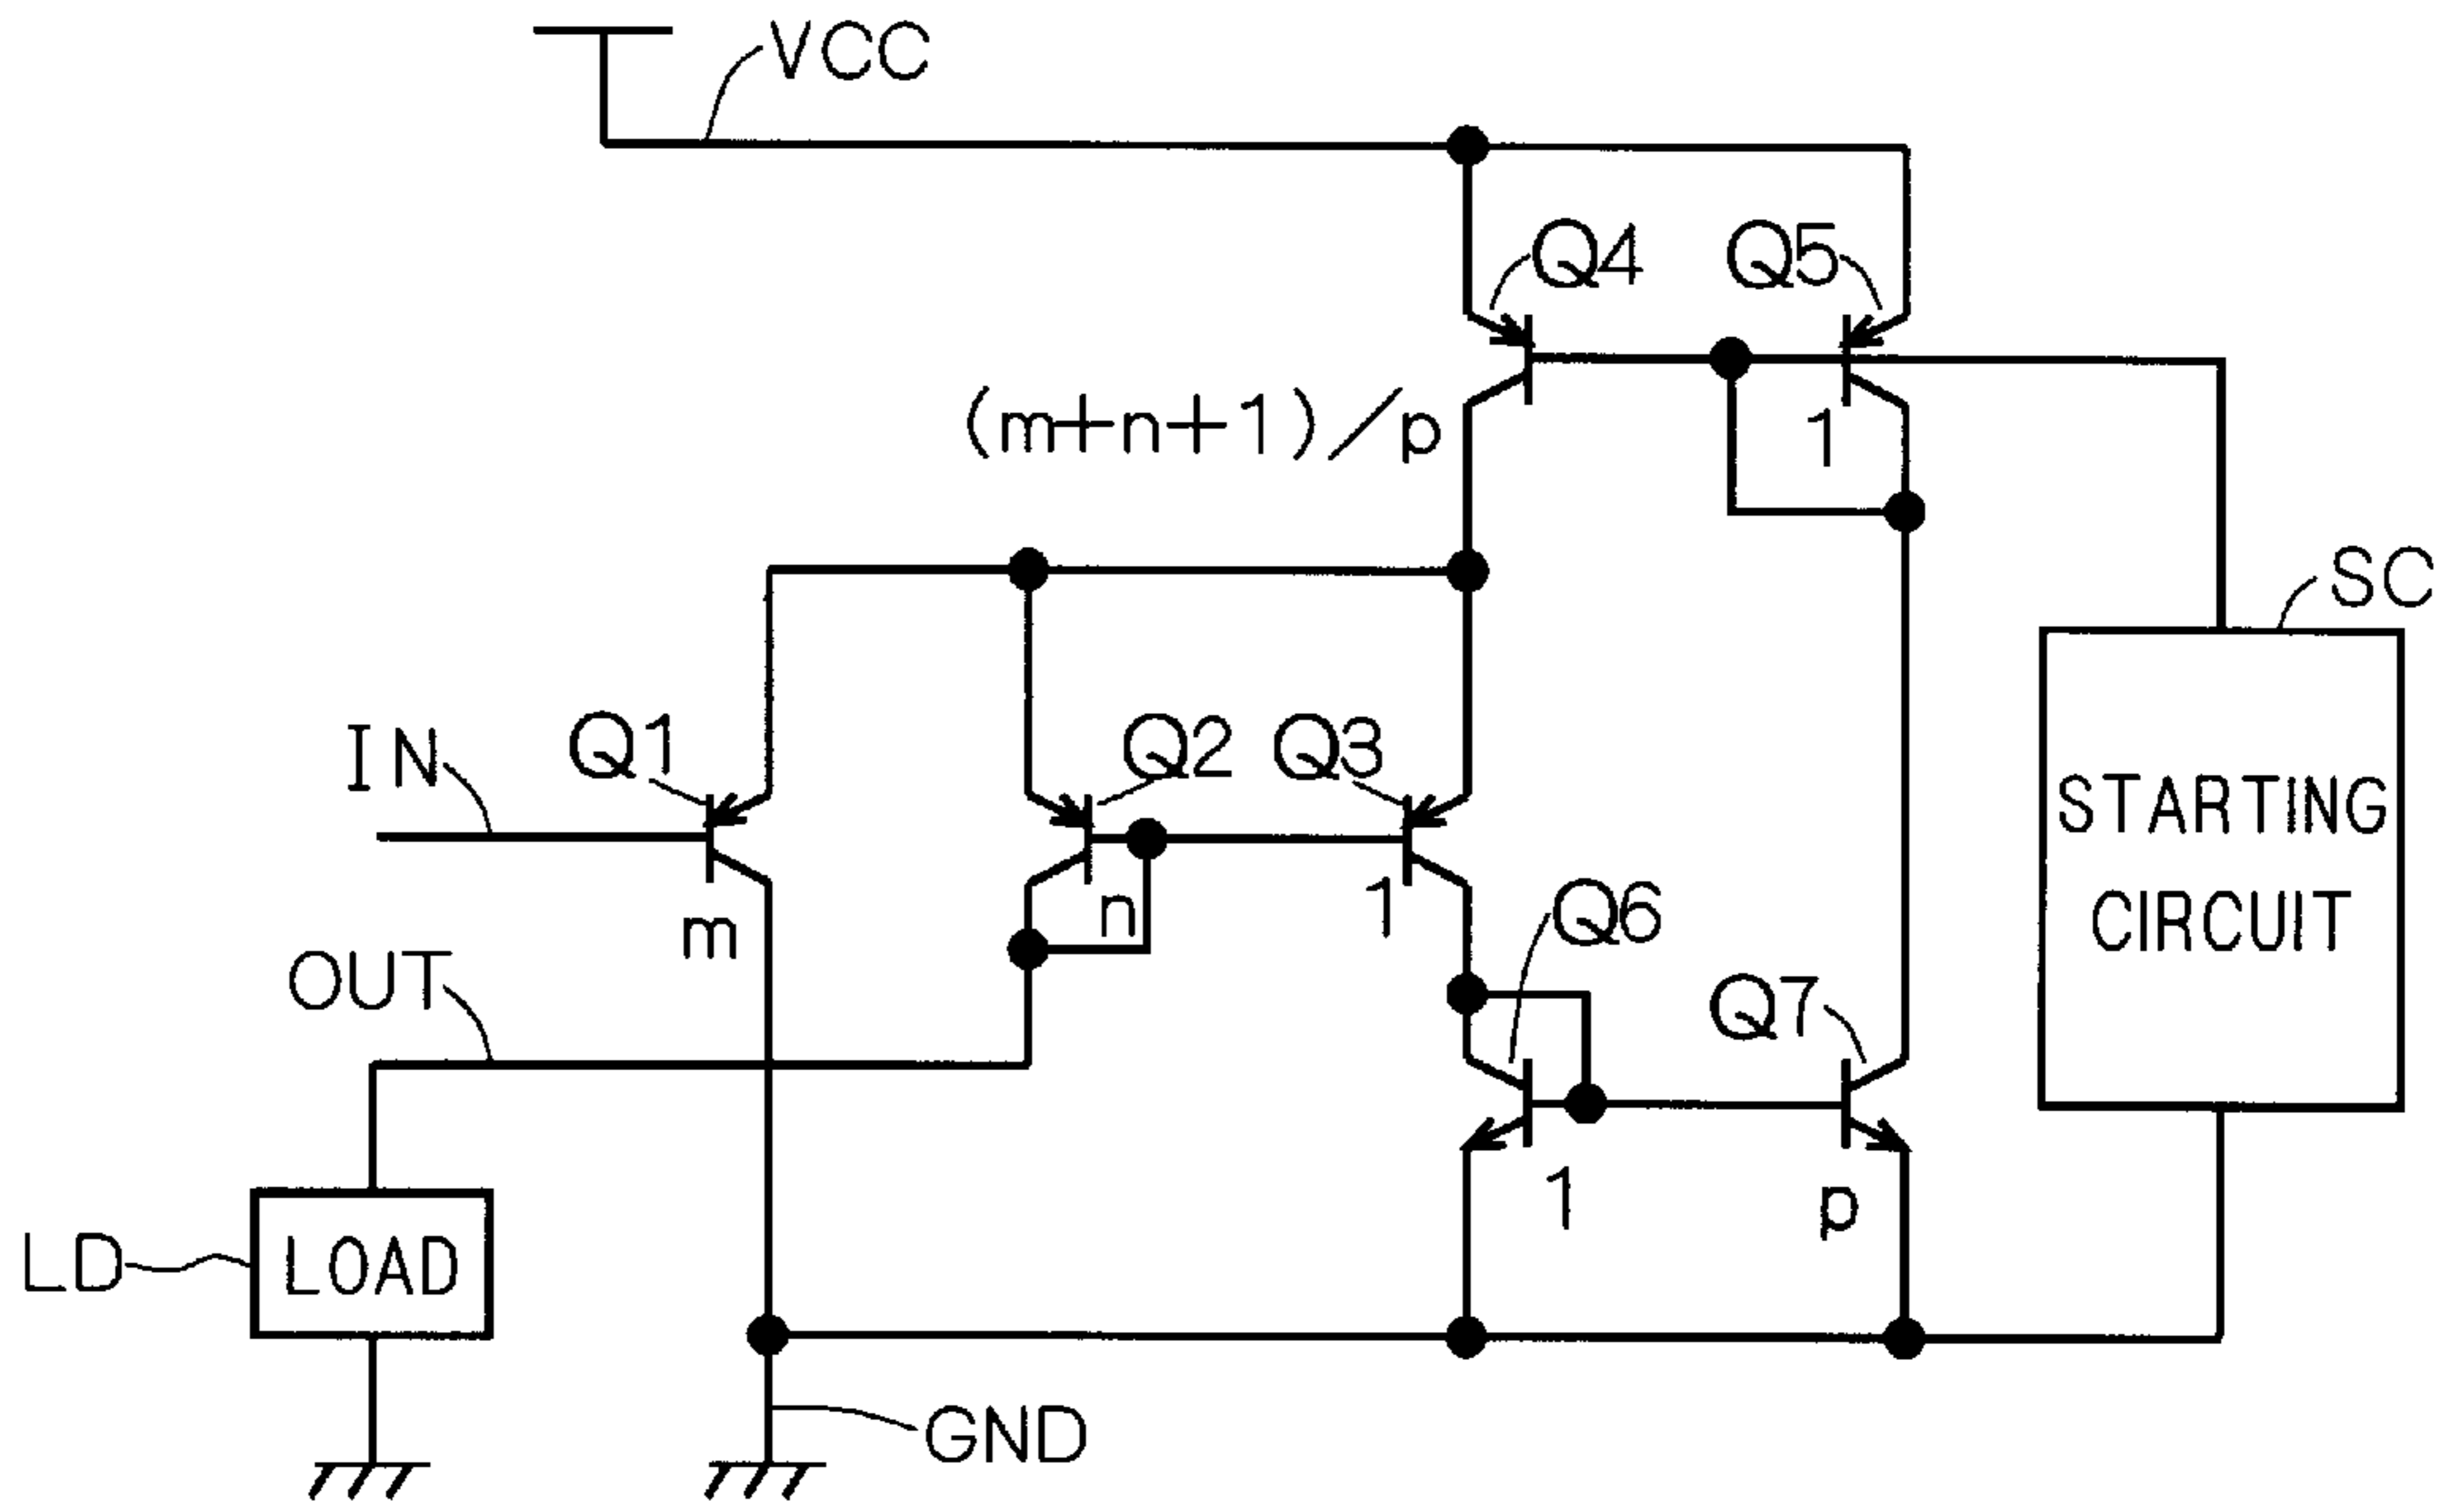 VCC
Q4
Q5
(m+n+1)/p
1
SC
IN
Q1
Q2
Q3
STARTING
CIRCUIT
m
n
1
Q6
OUT
Q7
1
p
LD
LOAD
GND